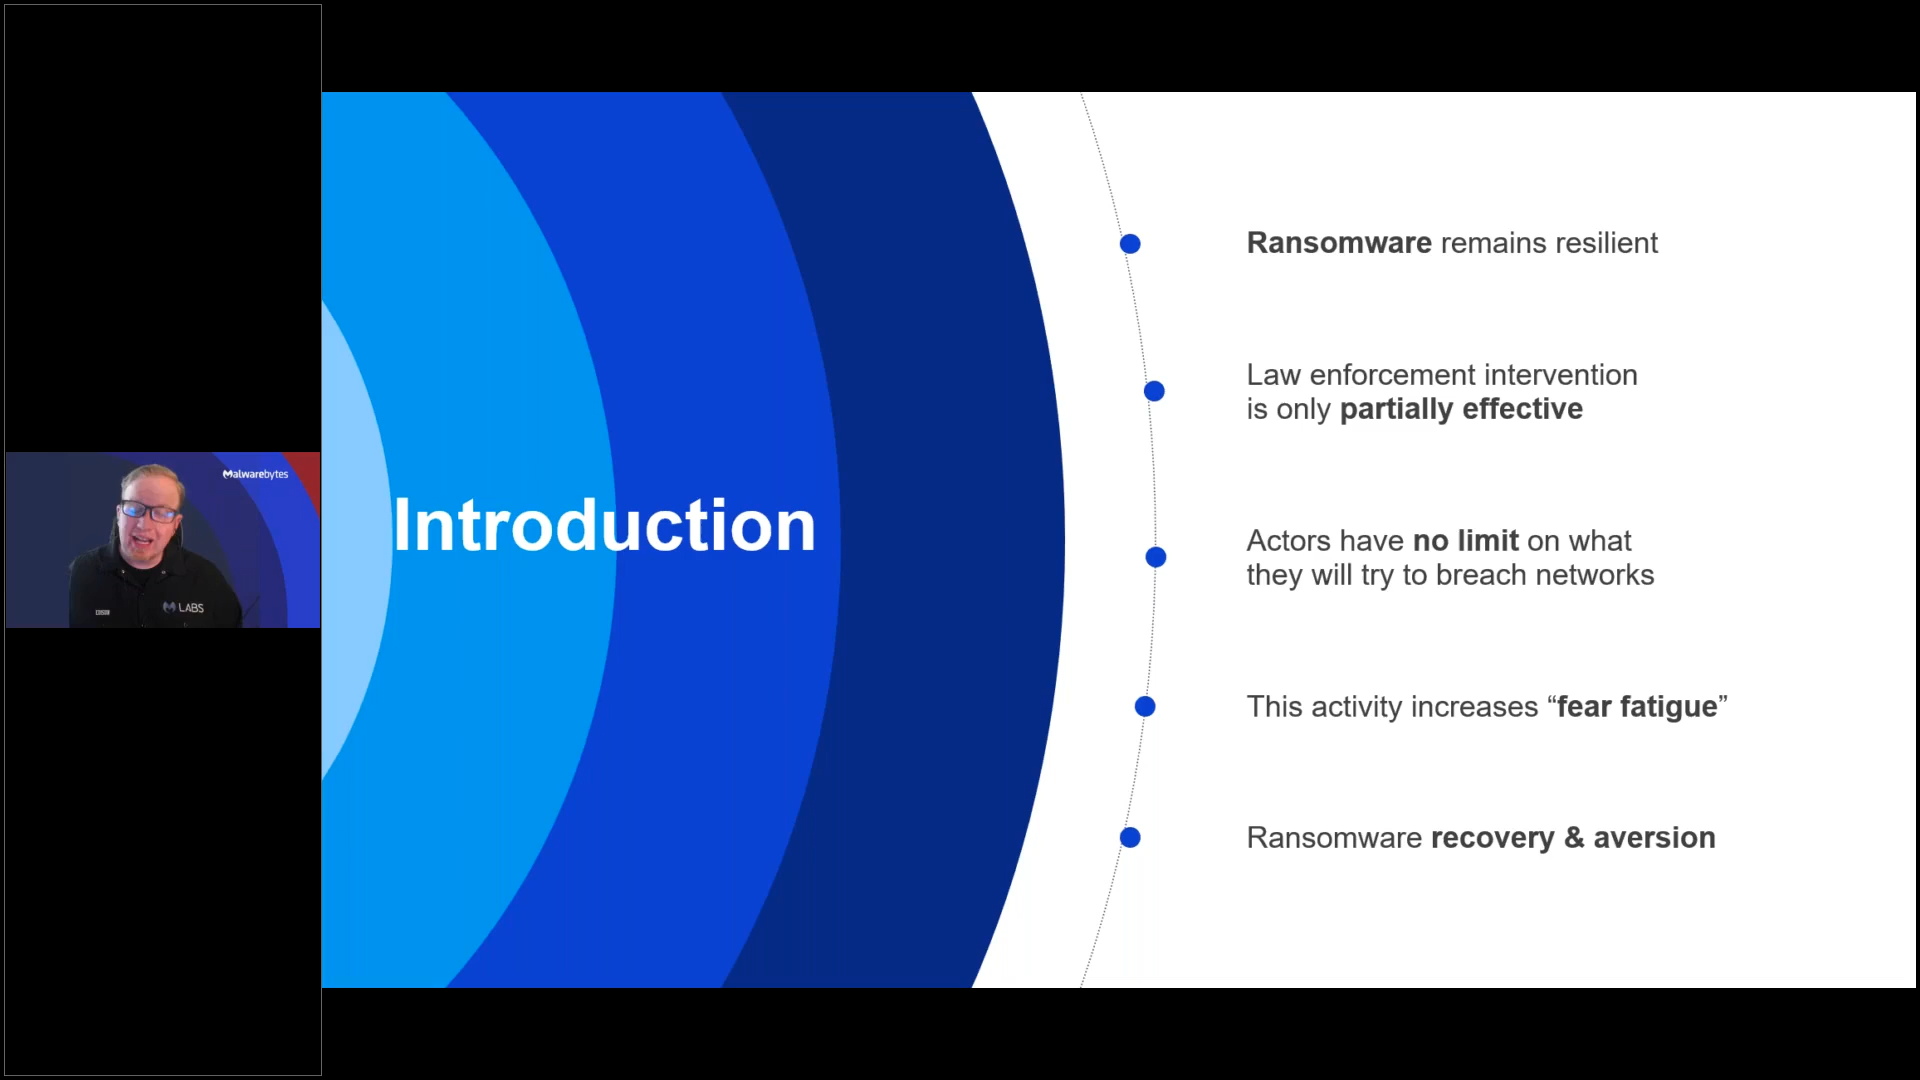 Malwarebytes
LABS
Introduction
Ransomware remains resilient
Law enforcement intervention
is only partially effective
Actors have no limit on what
they will try to breach networks
This activity increases “fear fatigue”
Ransomware recovery & aversion